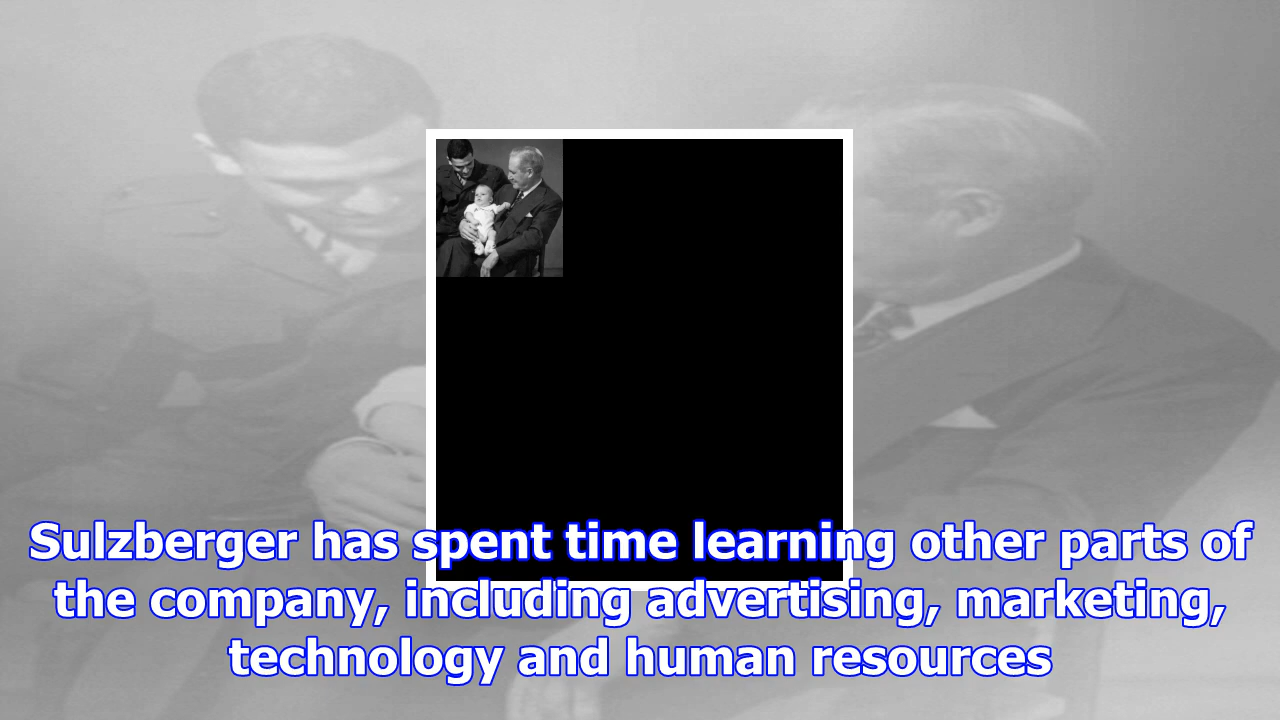 Sulzberger has spent time learning other parts of
the company, including advertising, marketing,
technology and human resources